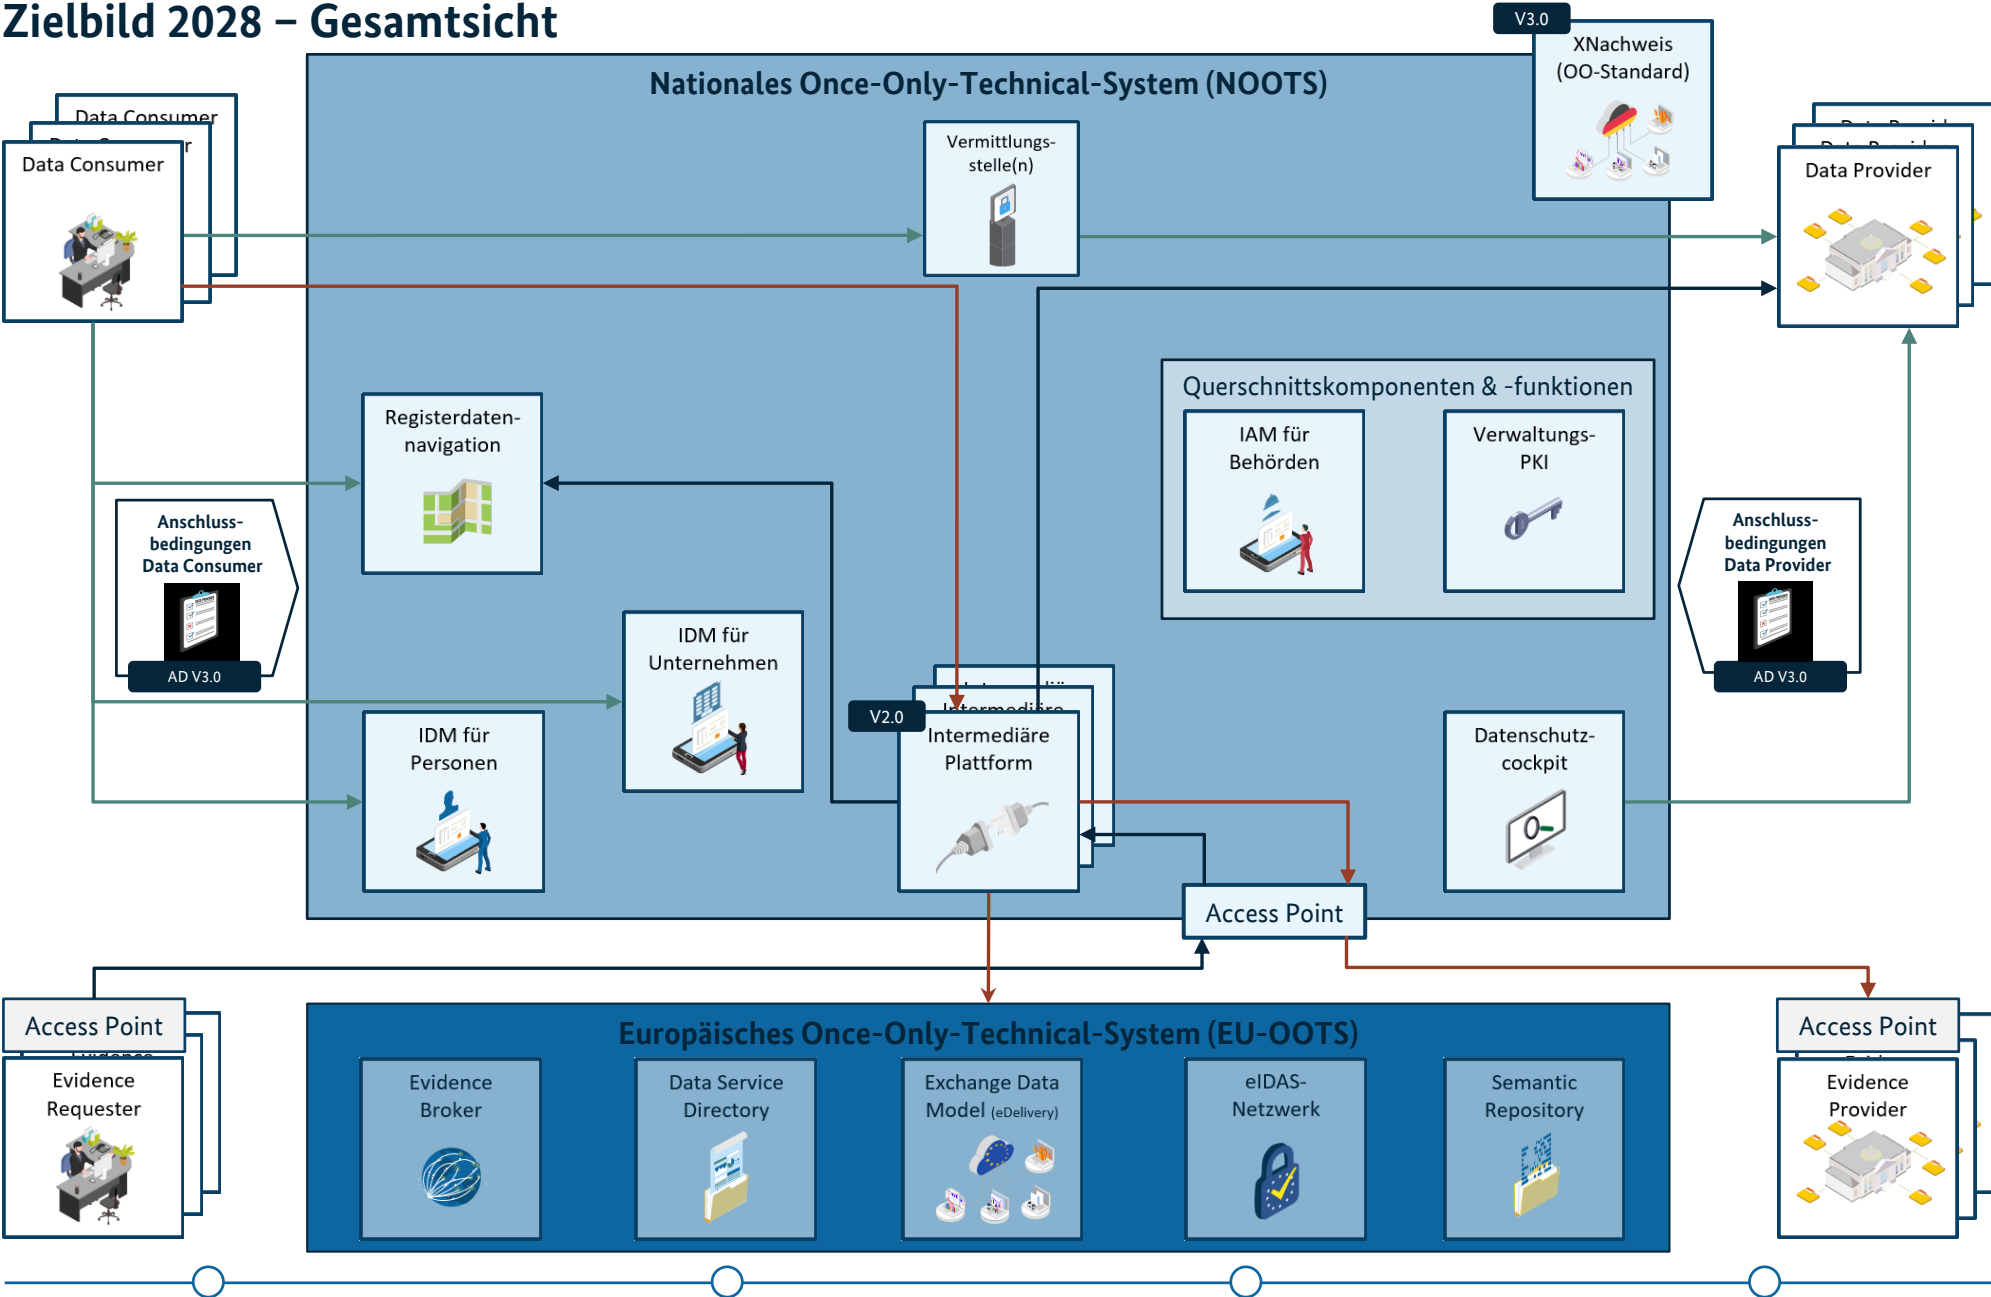 Zielbild 2028 – Gesamtsicht
V3.0
XNachweis
(OO-Standard)
Nationales Once-Only-Technical-System (NOOTS)
Data Consumer
Data Consumer
Vermittlungs-
stelle(n)
Data Provider
Querschnittskomponenten & -funktionen
Registerdaten-
navigation
IAM für
Behörden
Verwaltungs-
PKI
Anschluss-
bedingungen
Data Consumer
AD V3.0
Anschluss-
bedingungen
Data Provider
AD V3.0
IDM für
Unternehmen
IDM für
Personen
V2.0
Intermediäre
Intermediäre
Plattform
Datenschutz-
cockpit
Access Point
Access Point
Evidence
Evidence
Requester
Europäisches Once-Only-Technical-System (EU-OOTS)
Evidence
Broker
Data Service
Directory
Exchange Data
Model (eDelivery)
eIDAS-
Netzwerk
Semantic
Repository
Access Point
Evidence
Provider